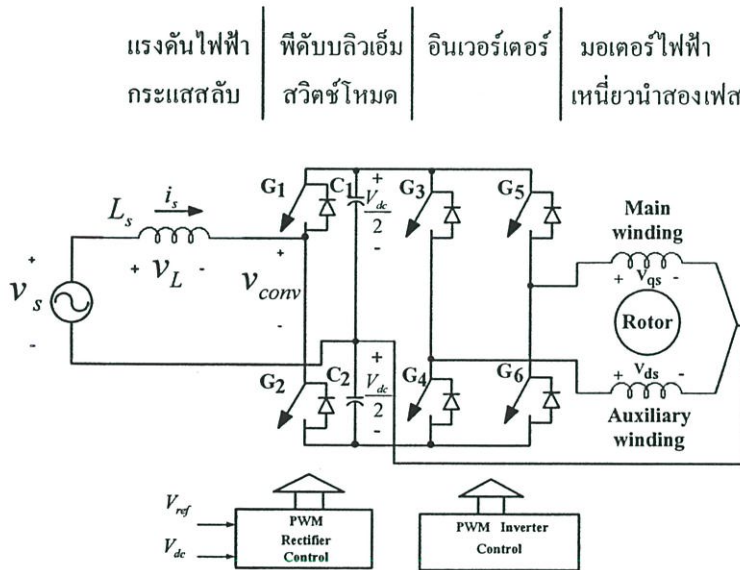 แรงดันไฟฟ้า
กระแสสลับ
พีดับบลิวเอ็ม
สวิตช์โหมด
อินเวอร์เตอร์
มอเตอร์ไฟฟ้า
เหนี่ยวนำสองเฟส
G1
C1
+
V_dc
2
-
G3
G5
L_s
i_s
Main
winding
+ v_L -
+
v_conv
-
+ v_qs -
+
v_s
-
Rotor
G2
C2
+
V_dc
2
-
G4
G6
+ v_ds -
Auxiliary
winding
V_ref
V_dc
PWM
Rectifier
Control
PWM Inverter
Control